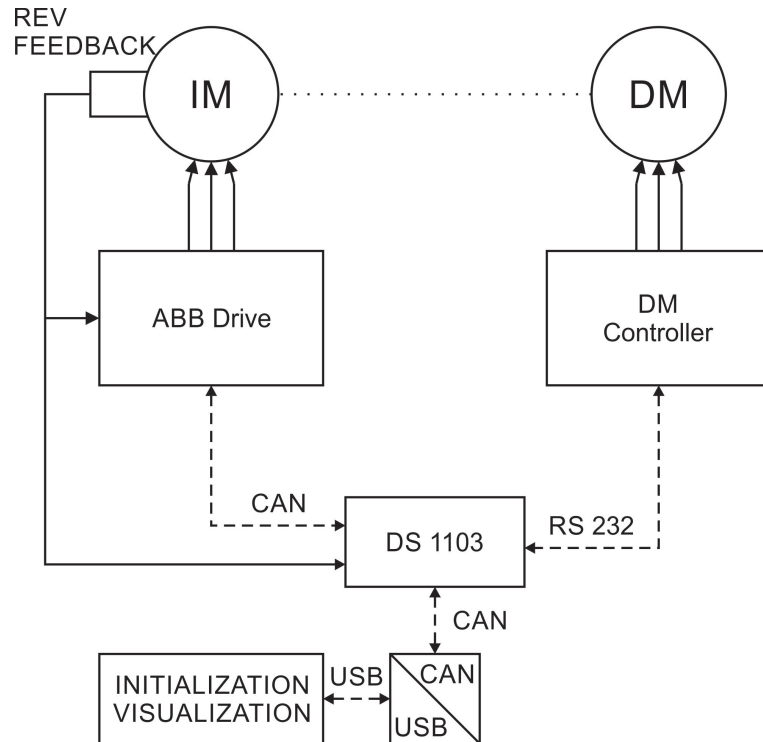 REV
FEEDBACK
IM
DM
ABB Drive
DM
Controller
CAN
DS 1103
RS 232
CAN
INITIALIZATION
VISUALIZATION
USB
CAN
USB